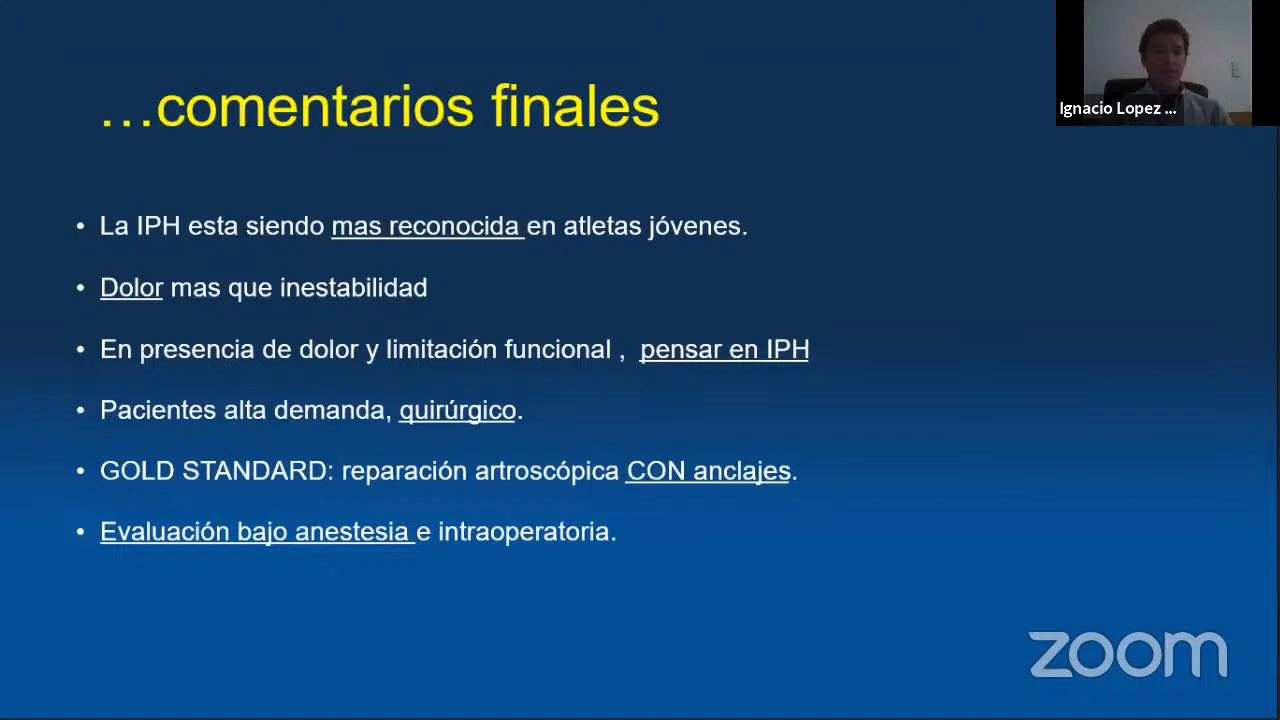 …comentarios finales
Ignacio Lopez ...
• La IPH esta siendo mas reconocida en atletas jóvenes.
• Dolor mas que inestabilidad
• En presencia de dolor y limitación funcional , pensar en IPH
• Pacientes alta demanda, quirúrgico.
• GOLD STANDARD: reparación artroscópica CON anclajes.
• Evaluación bajo anestesia e intraoperatoria.
zoom